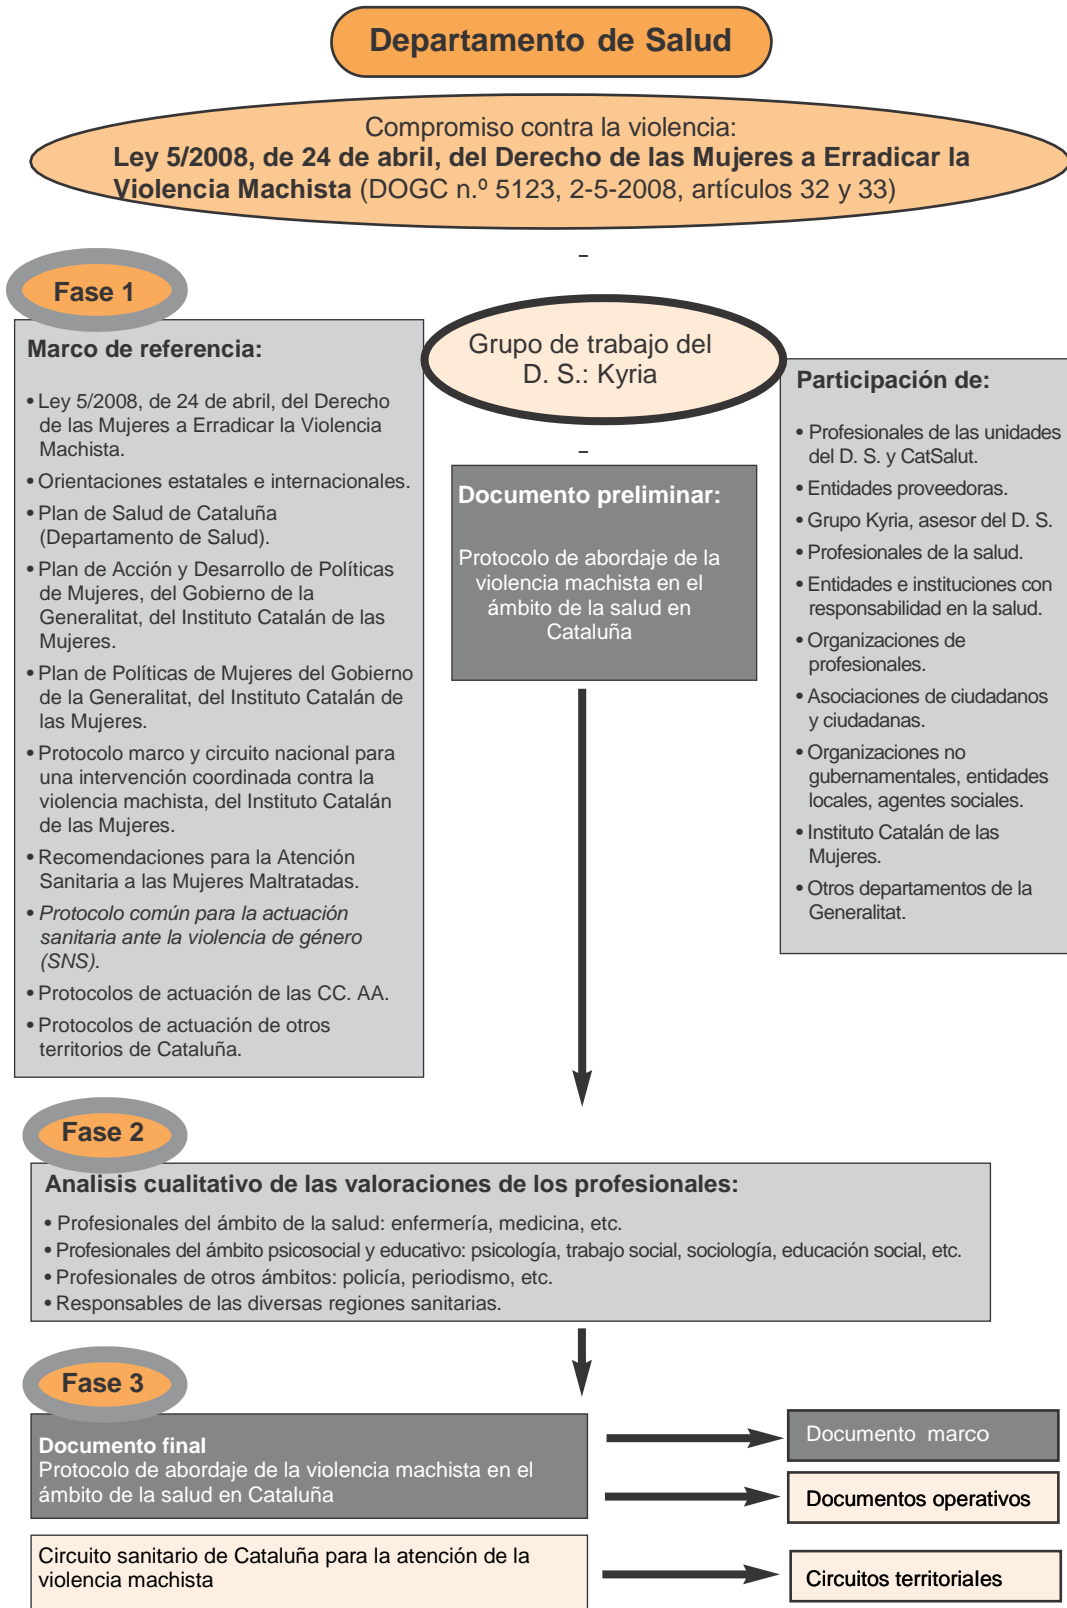 Departamento de Salud
Compromiso contra la violencia:
Ley 5/2008, de 24 de abril, del Derecho de las Mujeres a Erradicar la
Violencia Machista (DOGC n.º 5123, 2-5-2008, artículos 32 y 33)
–
Fase 1
Marco de referencia:
• Ley 5/2008, de 24 de abril, del Derecho
de las Mujeres a Erradicar la Violencia
Machista.
• Orientaciones estatales e internacionales.
• Plan de Salud de Cataluña
(Departamento de Salud).
• Plan de Acción y Desarrollo de Políticas
de Mujeres, del Gobierno de la
Generalitat, del Instituto Catalán de las
Mujeres.
• Plan de Políticas de Mujeres del Gobierno
de la Generalitat, del Instituto Catalán de
las Mujeres.
• Protocolo marco y circuito nacional para
una intervención coordinada contra la
violencia machista, del Instituto Catalán
de las Mujeres.
• Recomendaciones para la Atención
Sanitaria a las Mujeres Maltratadas.
• Protocolo común para la actuación
sanitaria ante la violencia de género
(SNS).
• Protocolos de actuación de las CC. AA.
• Protocolos de actuación de otros
territorios de Cataluña.
Grupo de trabajo del
D. S.: Kyria
–
Documento preliminar:
Protocolo de abordaje de la
violencia machista en el
ámbito de la salud en
Cataluña
Participación de:
• Profesionales de las unidades
del D. S. y CatSalut.
• Entidades proveedoras.
• Grupo Kyria, asesor del D. S.
• Profesionales de la salud.
• Entidades e instituciones con
responsabilidad en la salud.
• Organizaciones de
profesionales.
• Asociaciones de ciudadanos
y ciudadanas.
• Organizaciones no
gubernamentales, entidades
locales, agentes sociales.
• Instituto Catalán de las
Mujeres.
• Otros departamentos de la
Generalitat.
Fase 2
Analisis cualitativo de las valoraciones de los profesionales:
• Profesionales del ámbito de la salud: enfermería, medicina, etc.
• Profesionales del ámbito psicosocial y educativo: psicología, trabajo social, sociología, educación social, etc.
• Profesionales de otros ámbitos: policía, periodismo, etc.
• Responsables de las diversas regiones sanitarias.
Fase 3
Documento final
Protocolo de abordaje de la violencia machista en el
ámbito de la salud en Cataluña
Documento marco
Documentos operativos
Circuito sanitario de Cataluña para la atención de la
violencia machista
Circuitos territoriales